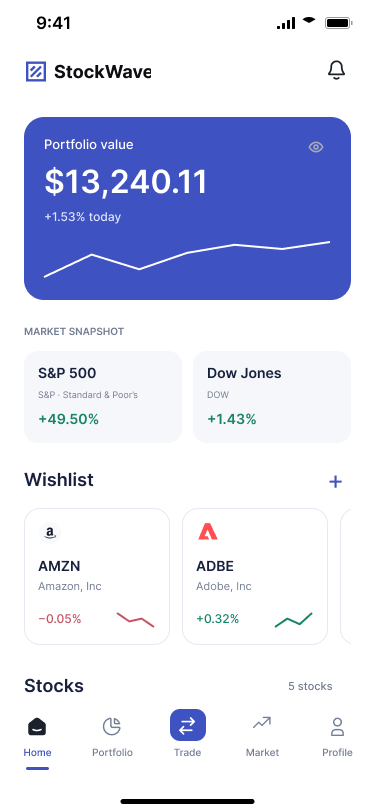 9:41
StockWave
Portfolio value
$13,240.11
+1.53% today
MARKET SNAPSHOT
S&P 500
S&P · Standard & Poor's
+49.50%
Dow Jones
DOW
+1.43%
Wishlist
AMZN
Amazon, Inc
−0.05%
ADBE
Adobe, Inc
+0.32%
Stocks
5 stocks
Home
Portfolio
Trade
Market
Profile